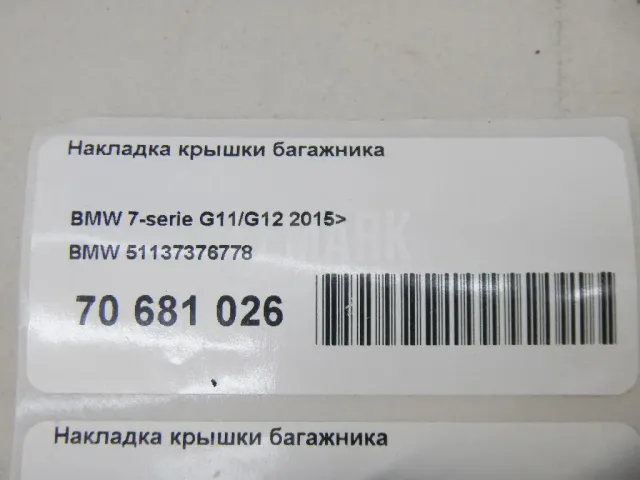 Накладка крышки багажника
BMW 7-serie G11/G12 2015>
BMW 51137376778
70 681 026
Накладка крышки багажника